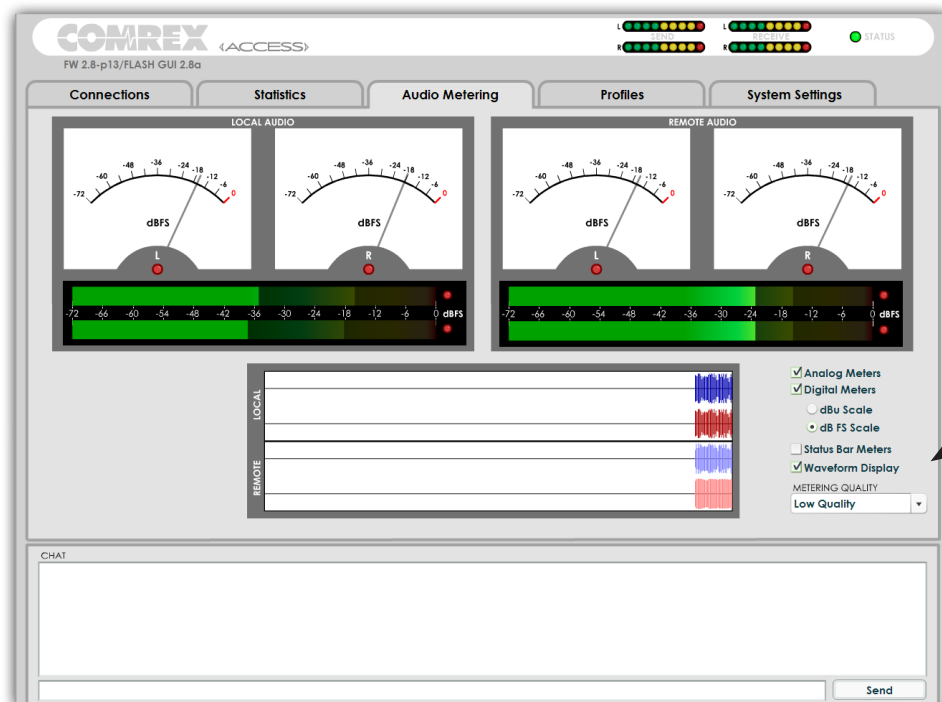 COMREX (ACCESS)
L L
SEND RECEIVE STATUS
R R
FW 2.8-p13/FLASH GUI 2.8a
Connections Statistics Audio Metering Profiles System Settings
LOCAL AUDIO REMOTE AUDIO
-72 -60 -48 -36 -24 -18 -12 -6 0
dBFS
L
-72 -60 -48 -36 -24 -18 -12 -6 0
dBFS
R
-72 -60 -48 -36 -24 -18 -12 -6 0
dBFS
L
-72 -60 -48 -36 -24 -18 -12 -6 0
dBFS
R
-72 -66 -60 -54 -48 -42 -36 -30 -24 -18 -12 -6 0 dBFS
-72 -66 -60 -54 -48 -42 -36 -30 -24 -18 -12 -6 0 dBFS
LOCAL
REMOTE
Analog Meters
Digital Meters
dBu Scale
dB FS Scale
Status Bar Meters
Waveform Display
METERING QUALITY
Low Quality
CHAT
Send